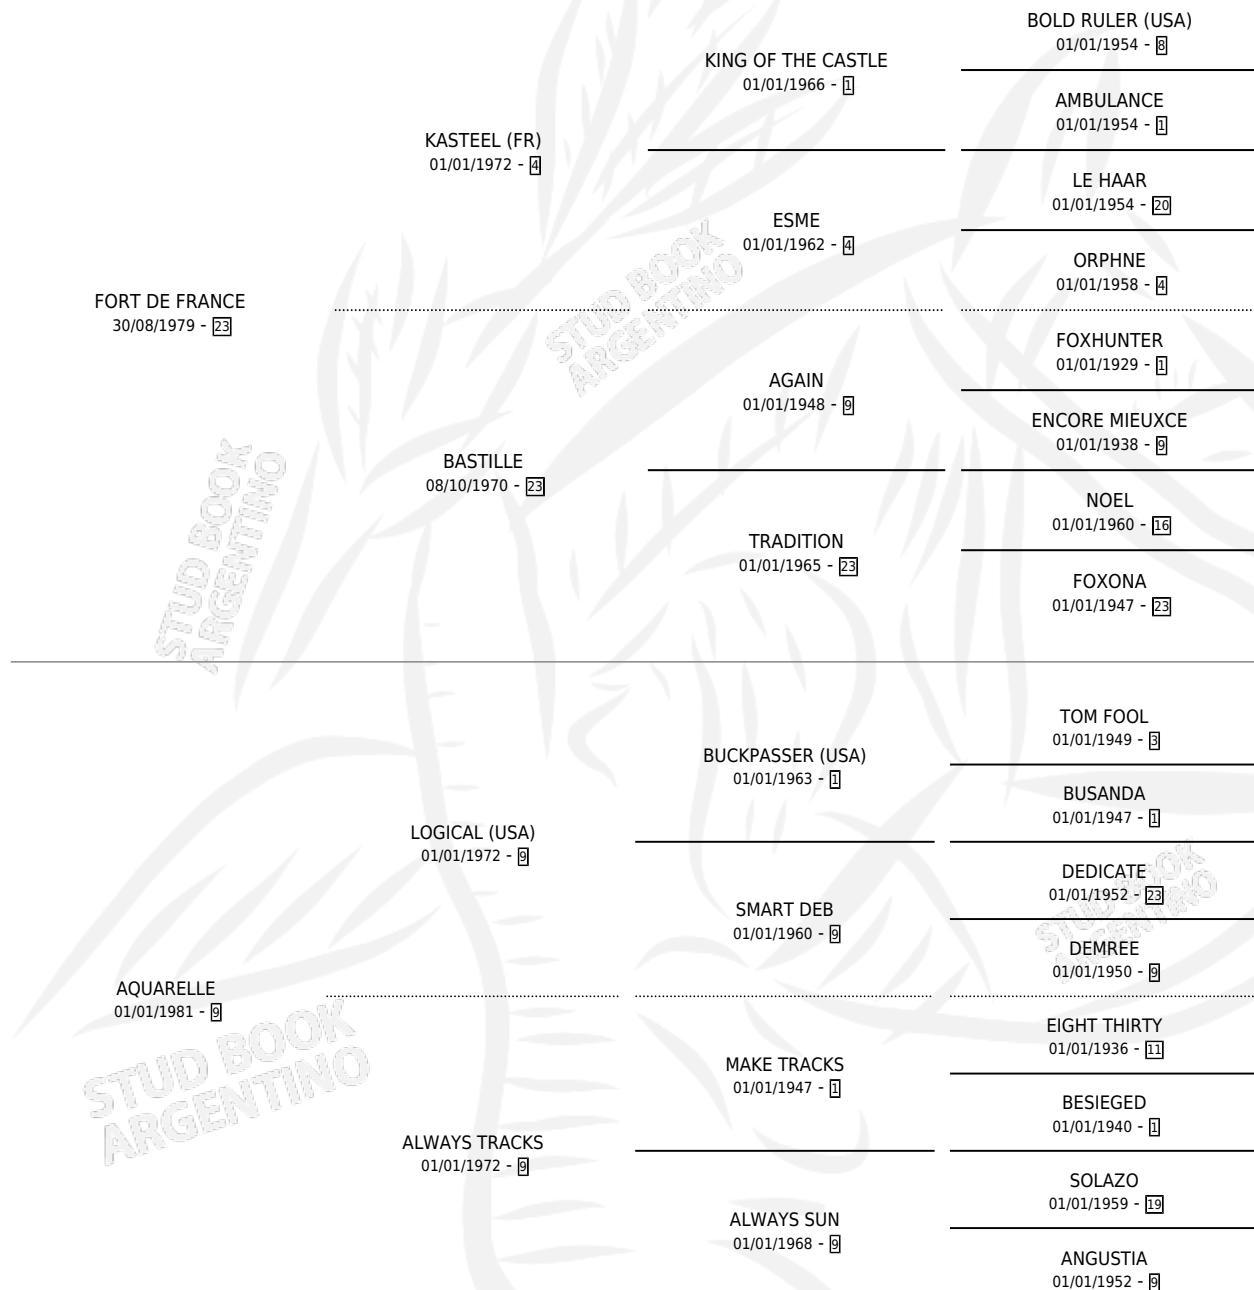 BOLD RULER (USA)
01/01/1954 - 8
KING OF THE CASTLE
01/01/1966 - 1
AMBULANCE
01/01/1954 - 1
KASTEEL (FR)
01/01/1972 - 4
LE HAAR
01/01/1954 - 20
ESME
01/01/1962 - 4
ORPHNE
01/01/1958 - 4
FORT DE FRANCE
30/08/1979 - 23
STUD BOOK
ARGENTINO
FOXHUNTER
01/01/1929 - 1
AGAIN
01/01/1948 - 9
ENCORE MIEUXCE
01/01/1938 - 9
BASTILLE
08/10/1970 - 23
NOEL
01/01/1960 - 16
TRADITION
01/01/1965 - 23
FOXONA
01/01/1947 - 23
STUD BOOK
ARGENTINO
TOM FOOL
01/01/1949 - 3
BUCKPASSER (USA)
01/01/1963 - 1
BUSANDA
01/01/1947 - 1
LOGICAL (USA)
01/01/1972 - 9
DEDICATE
01/01/1952 - 23
SMART DEB
01/01/1960 - 9
DEMREE
01/01/1950 - 9
STUD BOOK
ARGENTINO
AQUARELLE
01/01/1981 - 9
STUD BOOK
ARGENTINO
EIGHT THIRTY
01/01/1936 - 11
MAKE TRACKS
01/01/1947 - 1
BESIEGED
01/01/1940 - 1
ALWAYS TRACKS
01/01/1972 - 9
SOLAZO
01/01/1959 - 19
ALWAYS SUN
01/01/1968 - 9
ANGUSTIA
01/01/1952 - 9